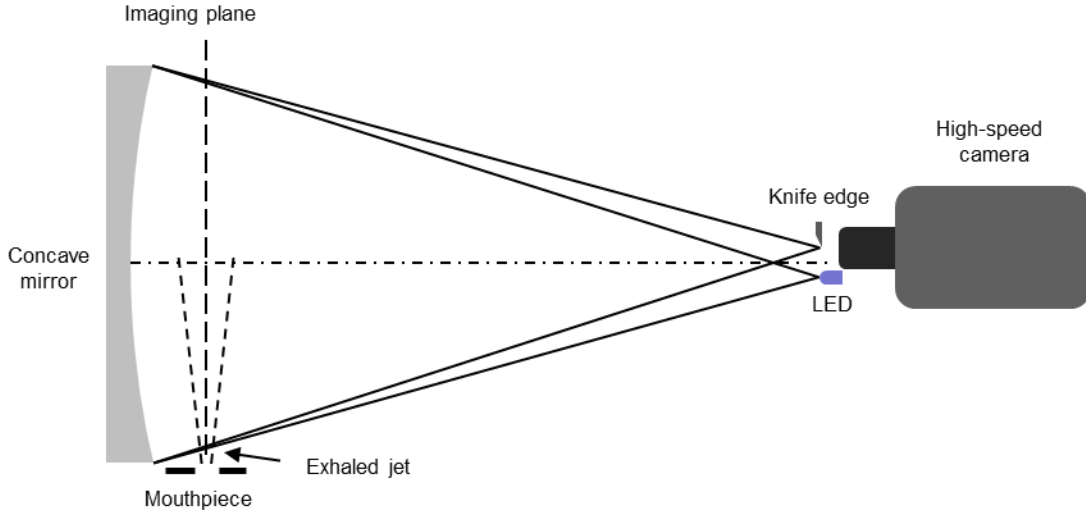 Imaging plane
High-speed
camera
Knife edge
Concave
mirror
LED
Exhaled jet
Mouthpiece